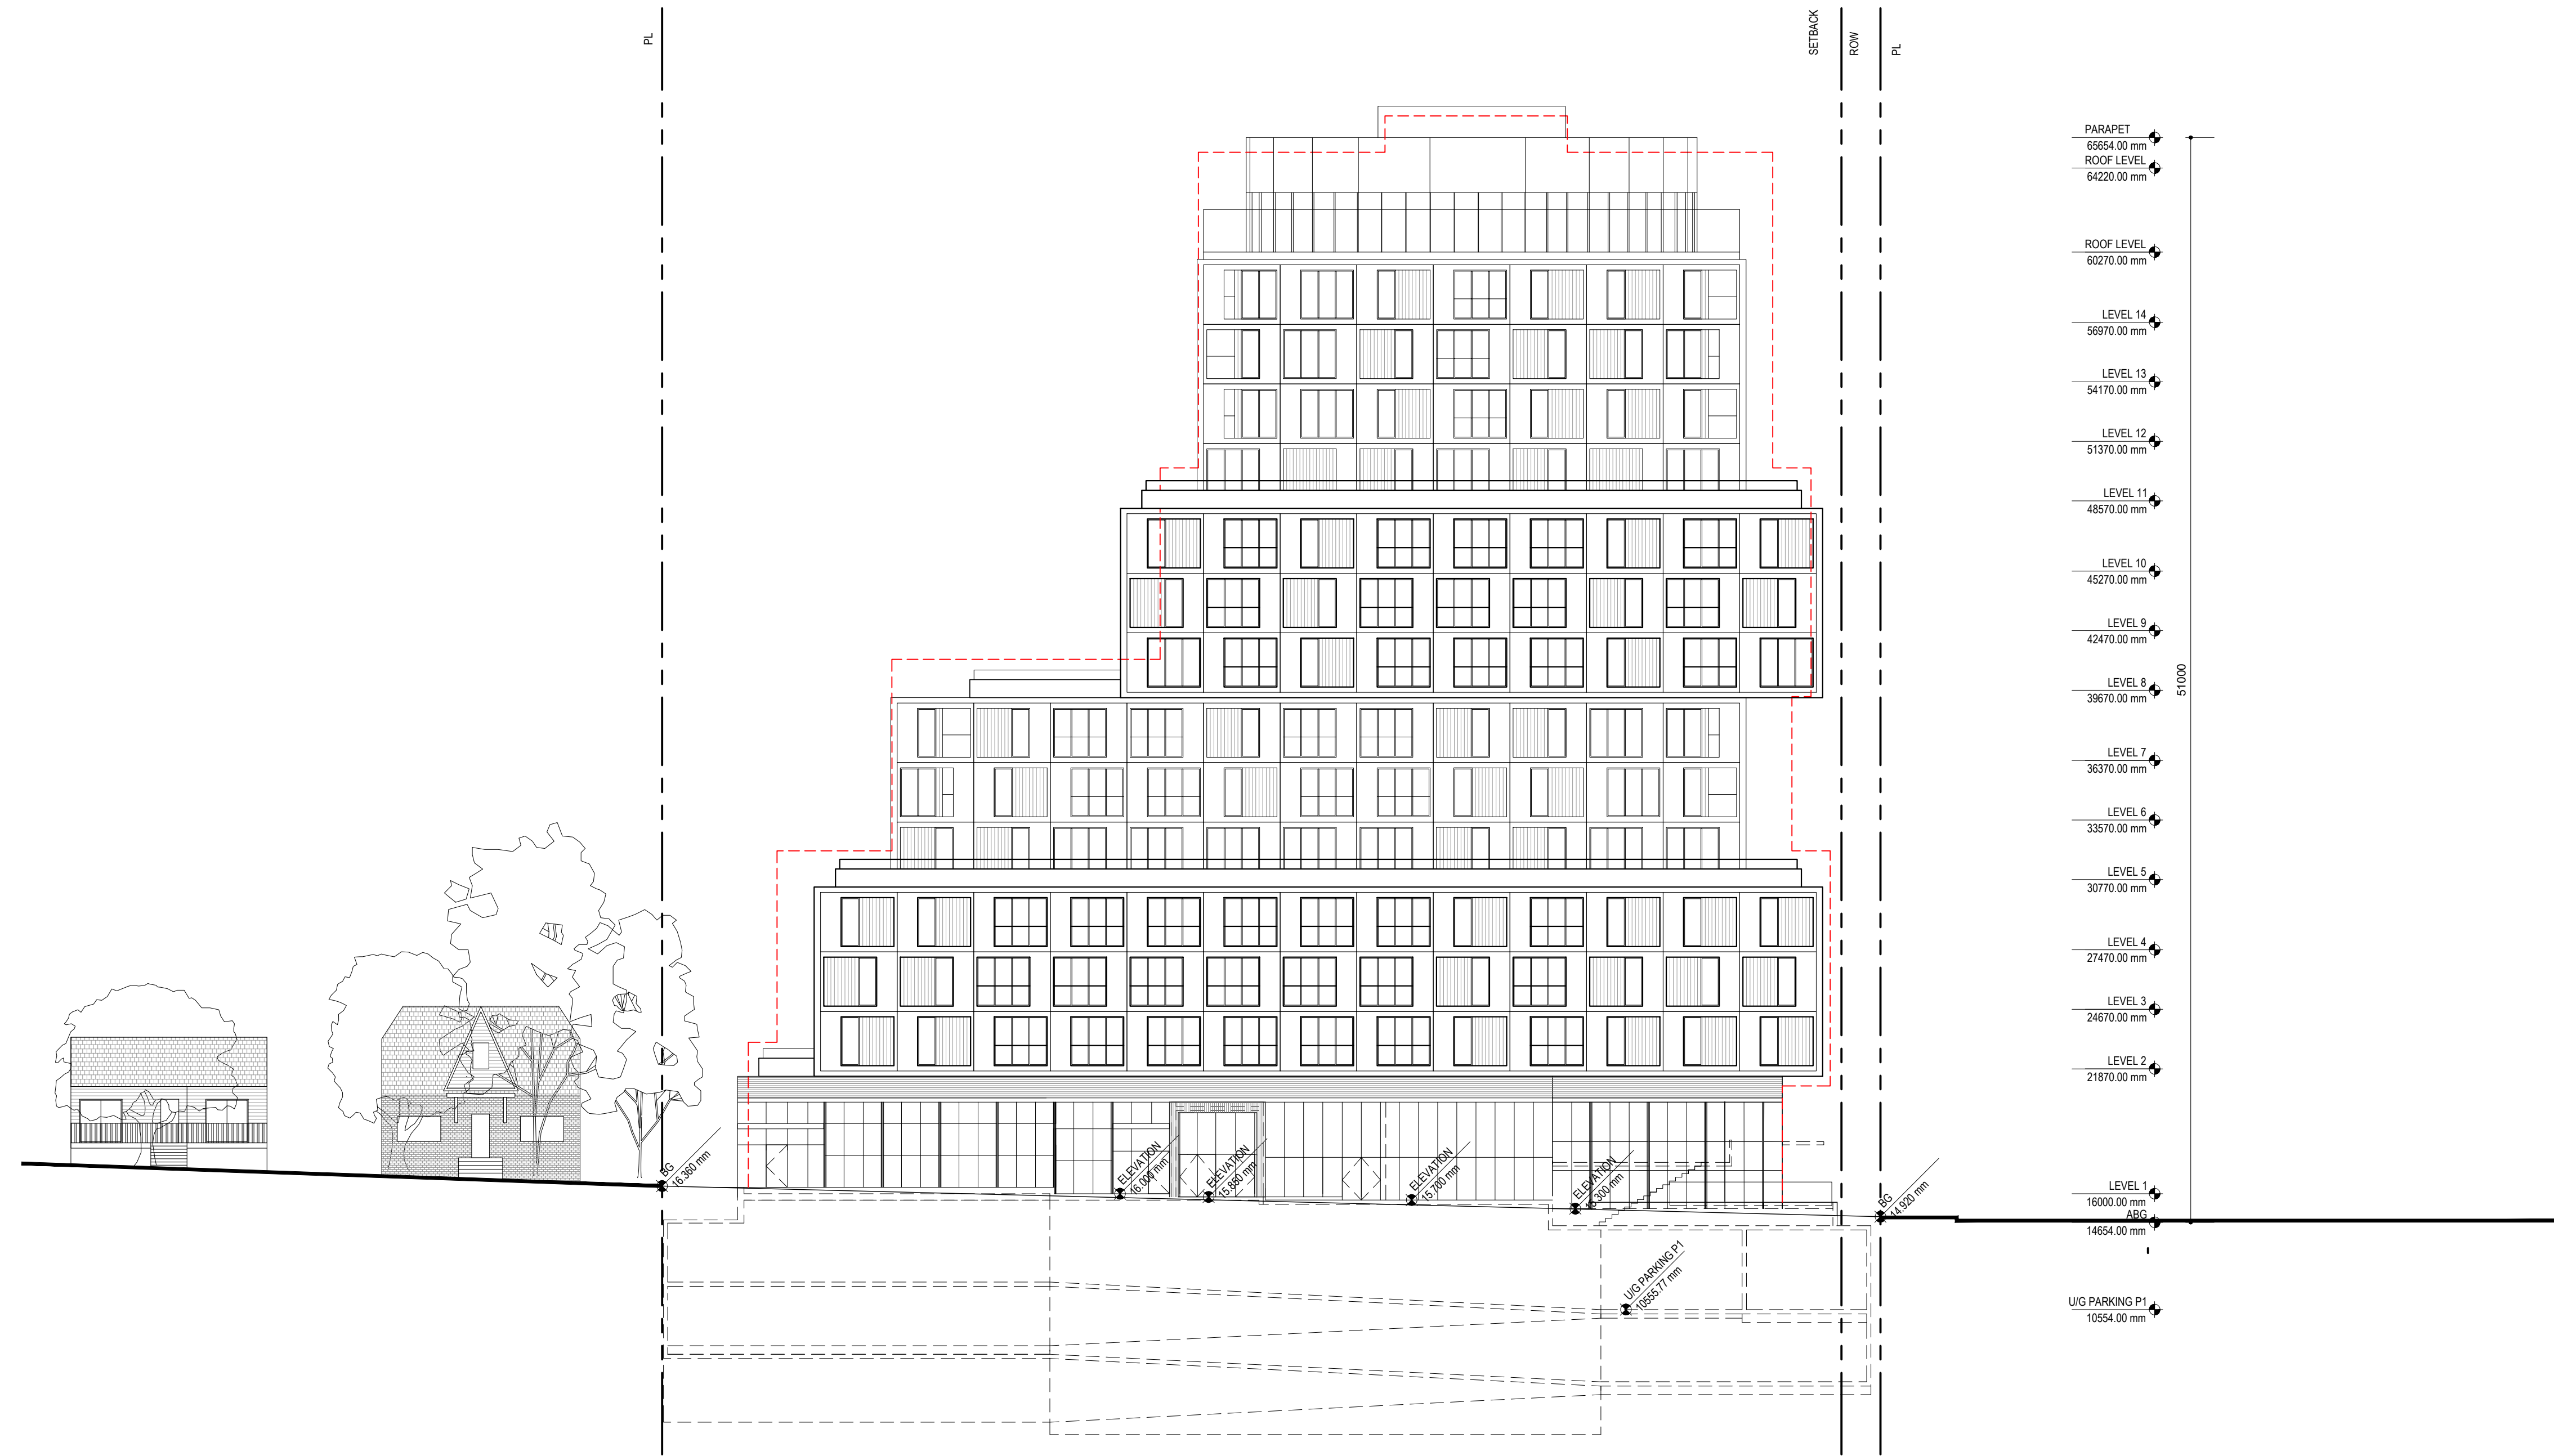 PL
SETBACK
ROW
PL
PARAPET
65654.00 mm
ROOF LEVEL
64220.00 mm
ROOF LEVEL
60270.00 mm
LEVEL 14
56970.00 mm
LEVEL 13
54170.00 mm
LEVEL 12
51370.00 mm
LEVEL 11
48570.00 mm
LEVEL 10
45270.00 mm
LEVEL 9
42470.00 mm
LEVEL 8
39670.00 mm
51000
LEVEL 7
36370.00 mm
LEVEL 6
33570.00 mm
LEVEL 5
30770.00 mm
LEVEL 4
27470.00 mm
LEVEL 3
24670.00 mm
LEVEL 2
21870.00 mm
BG
16.360 mm
ELEVATION
16.000 mm
ELEVATION
15.850 mm
ELEVATION
15.700 mm
ELEVATION
15.300 mm
BG
14.920 mm
LEVEL 1
16000.00 mm
ABG
14654.00 mm
U/G PARKING P1
10555.77 mm
U/G PARKING P1
10554.00 mm